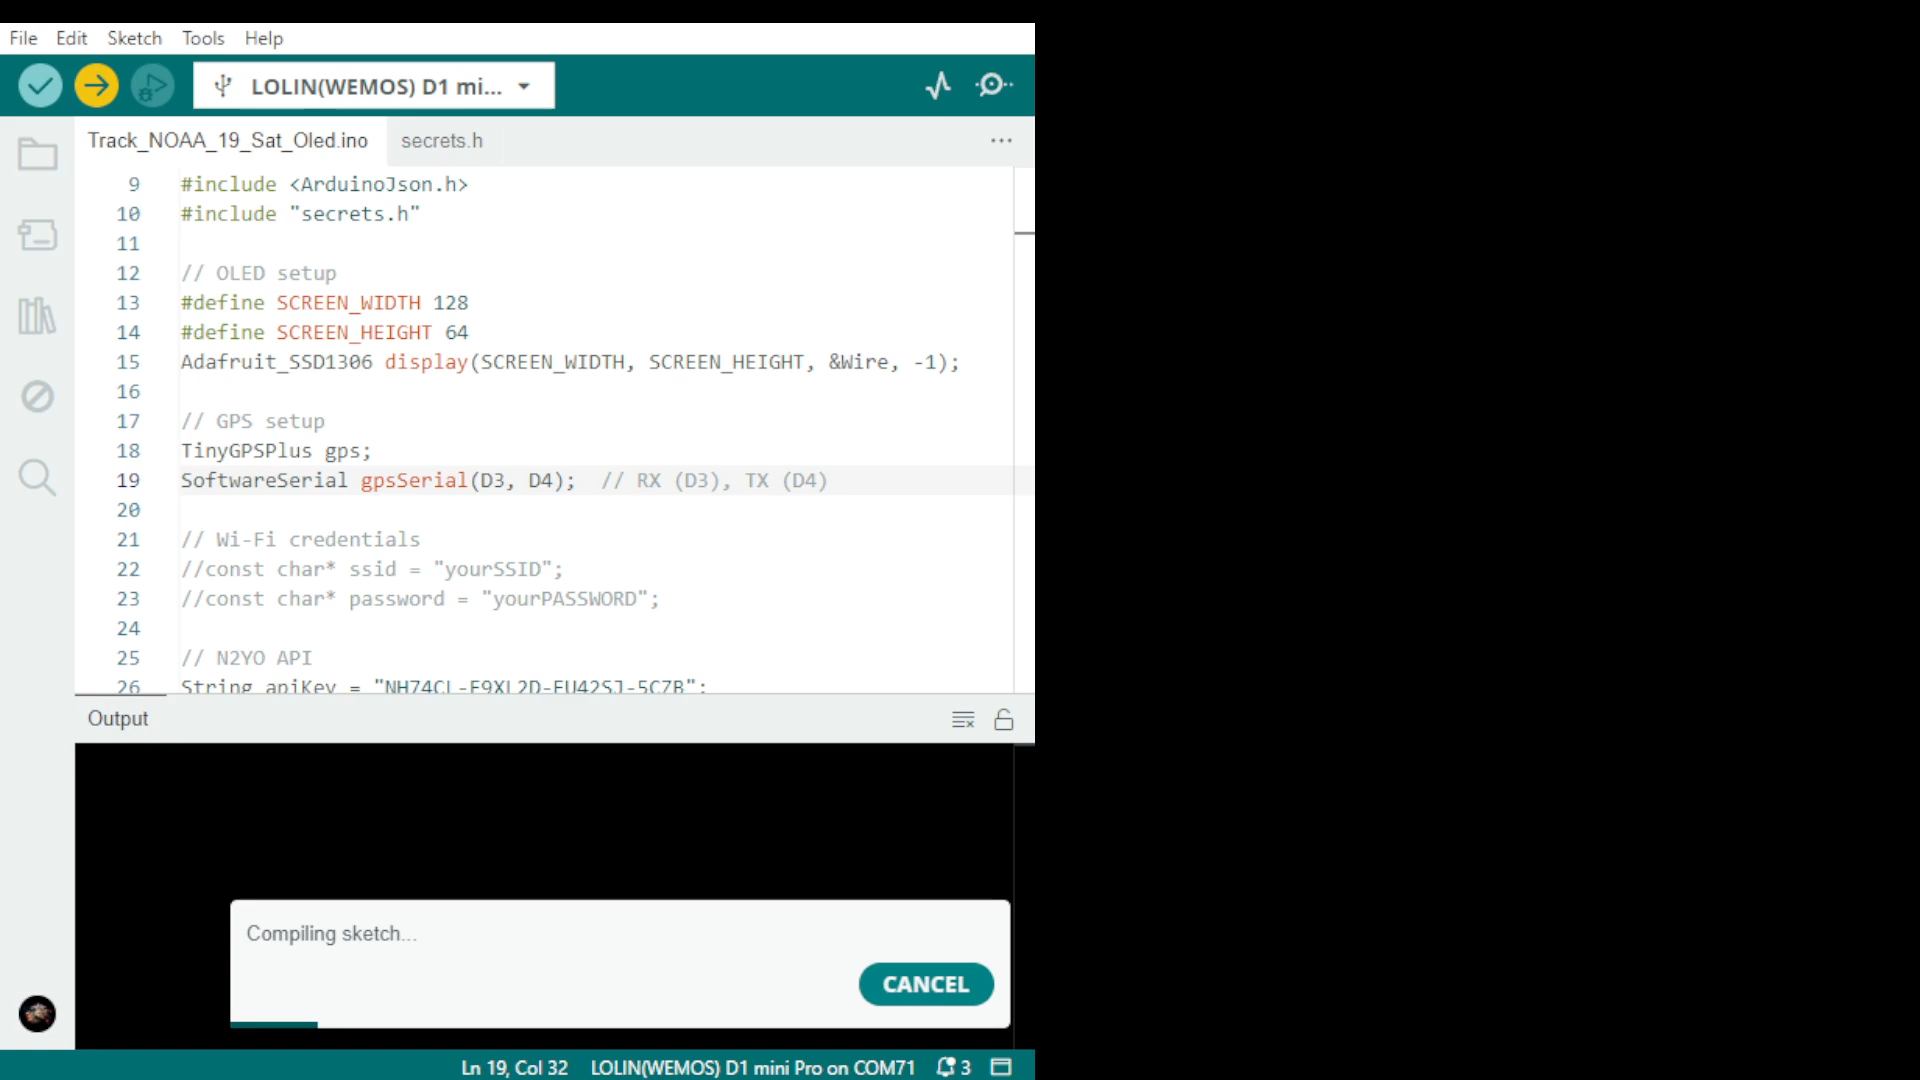 File Edit Sketch Tools Help
LOLIN(WEMOS) D1 mi...
Track_NOAA_19_Sat_Oled.ino secrets.h ...
9 #include <ArduinoJson.h>
10 #include "secrets.h"
11
12 // OLED setup
13 #define SCREEN_WIDTH 128
14 #define SCREEN_HEIGHT 64
15 Adafruit_SSD1306 display(SCREEN_WIDTH, SCREEN_HEIGHT, &Wire, -1);
16
17 // GPS setup
18 TinyGPSPlus gps;
19 SoftwareSerial gpsSerial(D3, D4); // RX (D3), TX (D4)
20
21 // Wi-Fi credentials
22 //const char* ssid = "yourSSID";
23 //const char* password = "yourPASSWORD";
24
25 // N2YO API
26 String apiKey =
Output
Compiling sketch...
CANCEL
Ln 19, Col 32 LOLIN(WEMOS) D1 mini Pro on COM71 3